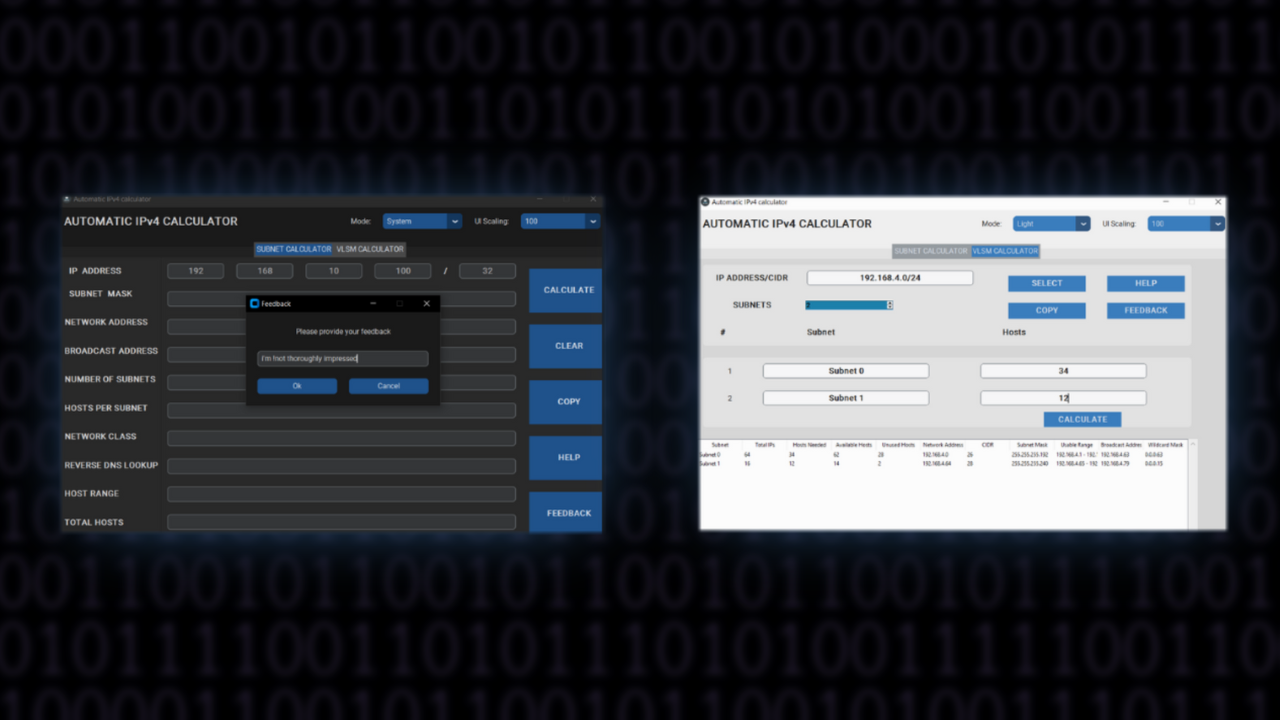 Automatic IPv4 calculator
AUTOMATIC IPv4 CALCULATOR
Mode: System
UI Scaling: 100
SUBNET CALCULATOR VLSM CALCULATOR
IP ADDRESS 192 168 10 100 / 32
SUBNET MASK
NETWORK ADDRESS
BROADCAST ADDRESS
NUMBER OF SUBNETS
HOSTS PER SUBNET
NETWORK CLASS
REVERSE DNS LOOKUP
HOST RANGE
TOTAL HOSTS
CALCULATE
CLEAR
COPY
HELP
FEEDBACK
Feedback
Please provide your feedback
I'm fnot thoroughly impressed
Ok Cancel
Automatic IPv4 calculator
AUTOMATIC IPv4 CALCULATOR
Mode: Light
UI Scaling: 100
SUBNET CALCULATOR VLSM CALCULATOR
IP ADDRESS/CIDR 192.168.4.0/24
SELECT HELP
SUBNETS
COPY FEEDBACK
# Subnet Hosts
1 Subnet 0 34
2 Subnet 1 12
CALCULATE
Subnet Total IPs Hosts Needed Available Hosts Unused Hosts Network Address CIDR Subnet Mask Usable Range Broadcast Addres Wildcard Mask
Subnet 0 64 34 62 28 192.168.4.0 26 255.255.255.192 192.168.4.1 - 192. 192.168.4.63 0.0.0.63
Subnet 1 16 12 14 2 192.168.4.64 28 255.255.255.240 192.168.4.65 - 192 192.168.4.79 0.0.0.15